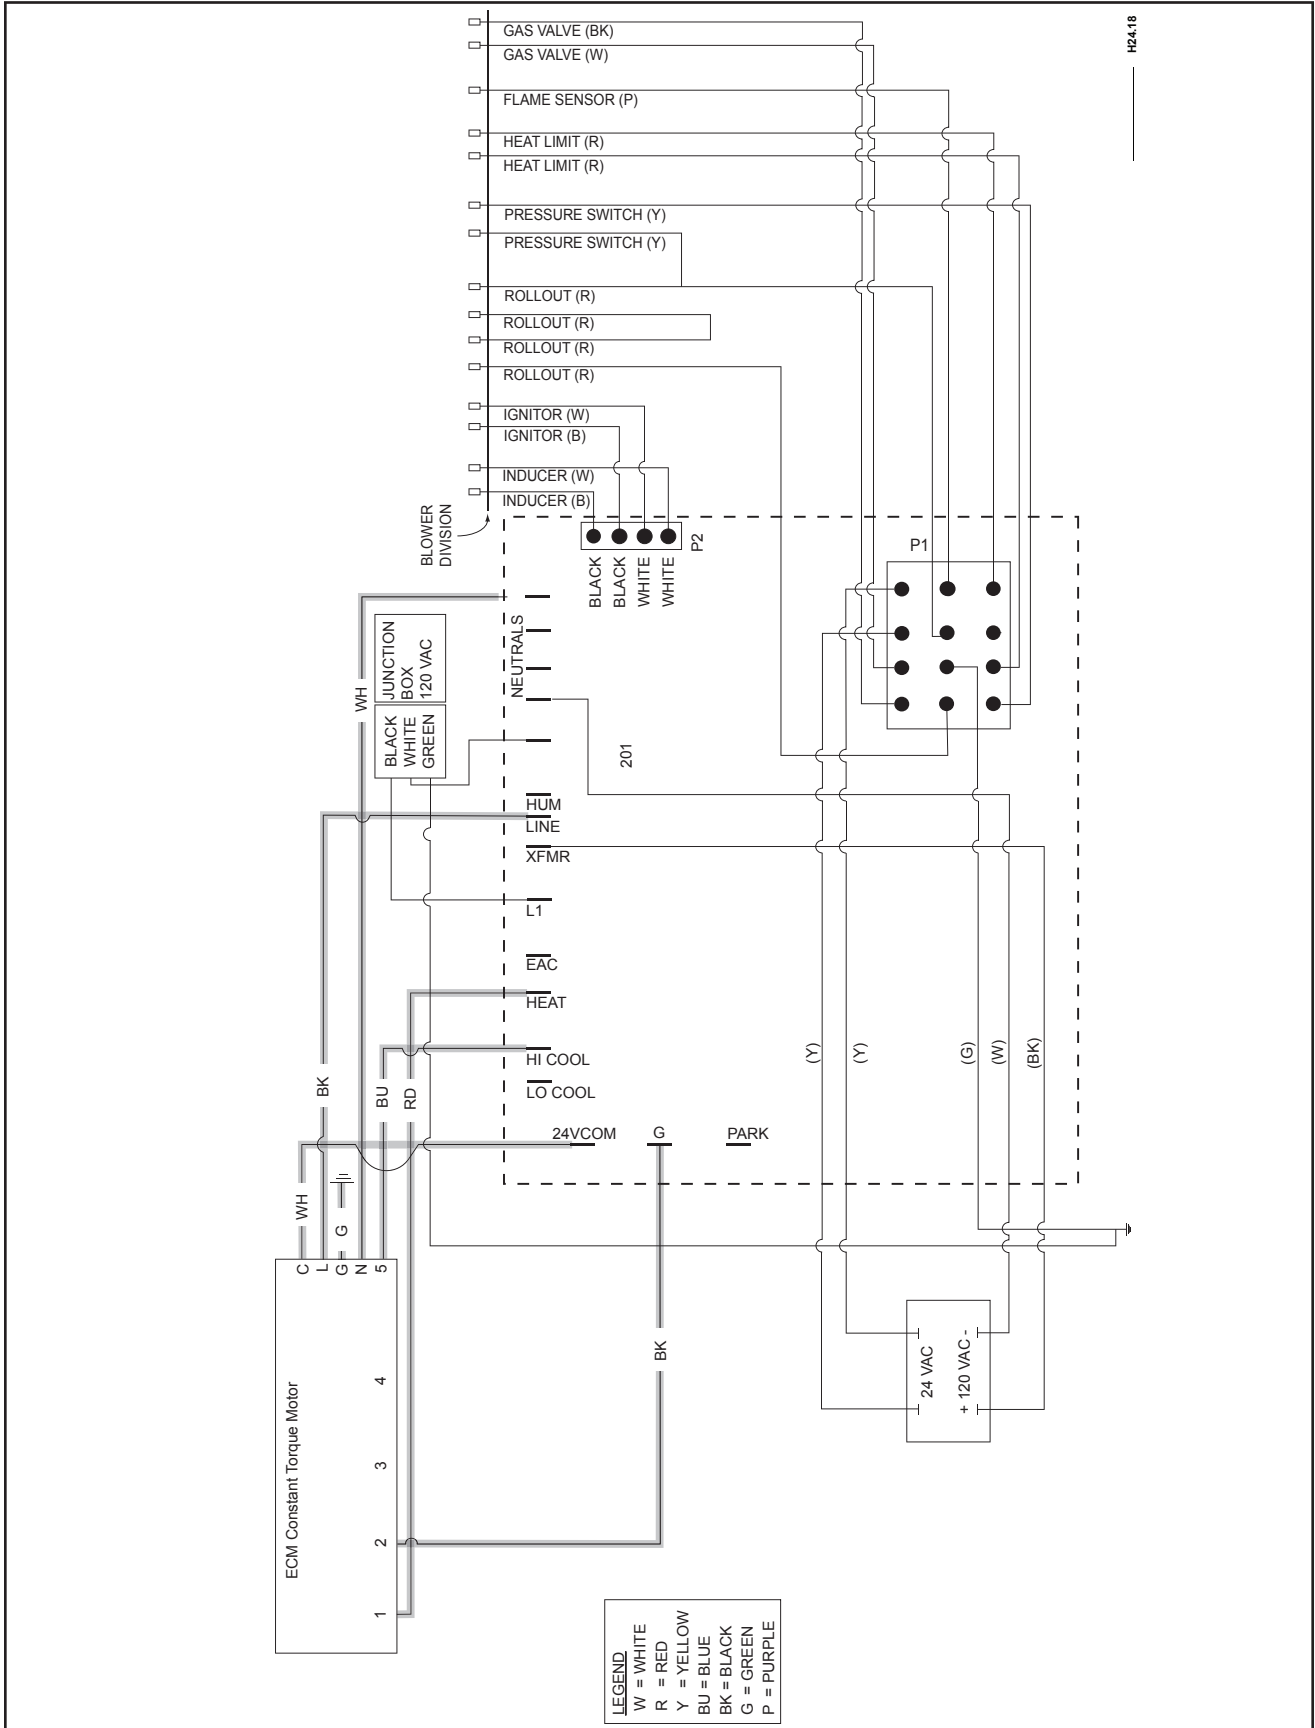 GAS VALVE (BK)
GAS VALVE (W)
FLAME SENSOR (P)
HEAT LIMIT (R)
HEAT LIMIT (R)
PRESSURE SWITCH (Y)
PRESSURE SWITCH (Y)
ROLLOUT (R)
ROLLOUT (R)
ROLLOUT (R)
ROLLOUT (R)
IGNITOR (W)
IGNITOR (B)
INDUCER (W)
INDUCER (B)
H24.18
BLOWER
DIVISION
P2
BLACK
BLACK
WHITE
WHITE
P1
JUNCTION
BOX
120 VAC
BLACK
WHITE
GREEN
NEUTRALS
201
WH
HUM
LINE
XFMR
L1
EAC
HEAT
HI COOL
LO COOL
24VCOM
G
PARK
BK
BU
RD
WH
G
(Y)
(Y)
(G)
(W)
(BK)
C
L
G
N
5
4
3
2
1
ECM Constant Torque Motor
BK
24 VAC
+ 120 VAC -
LEGEND
W = WHITE
R = RED
Y = YELLOW
BU = BLUE
BK = BLACK
G = GREEN
P = PURPLE